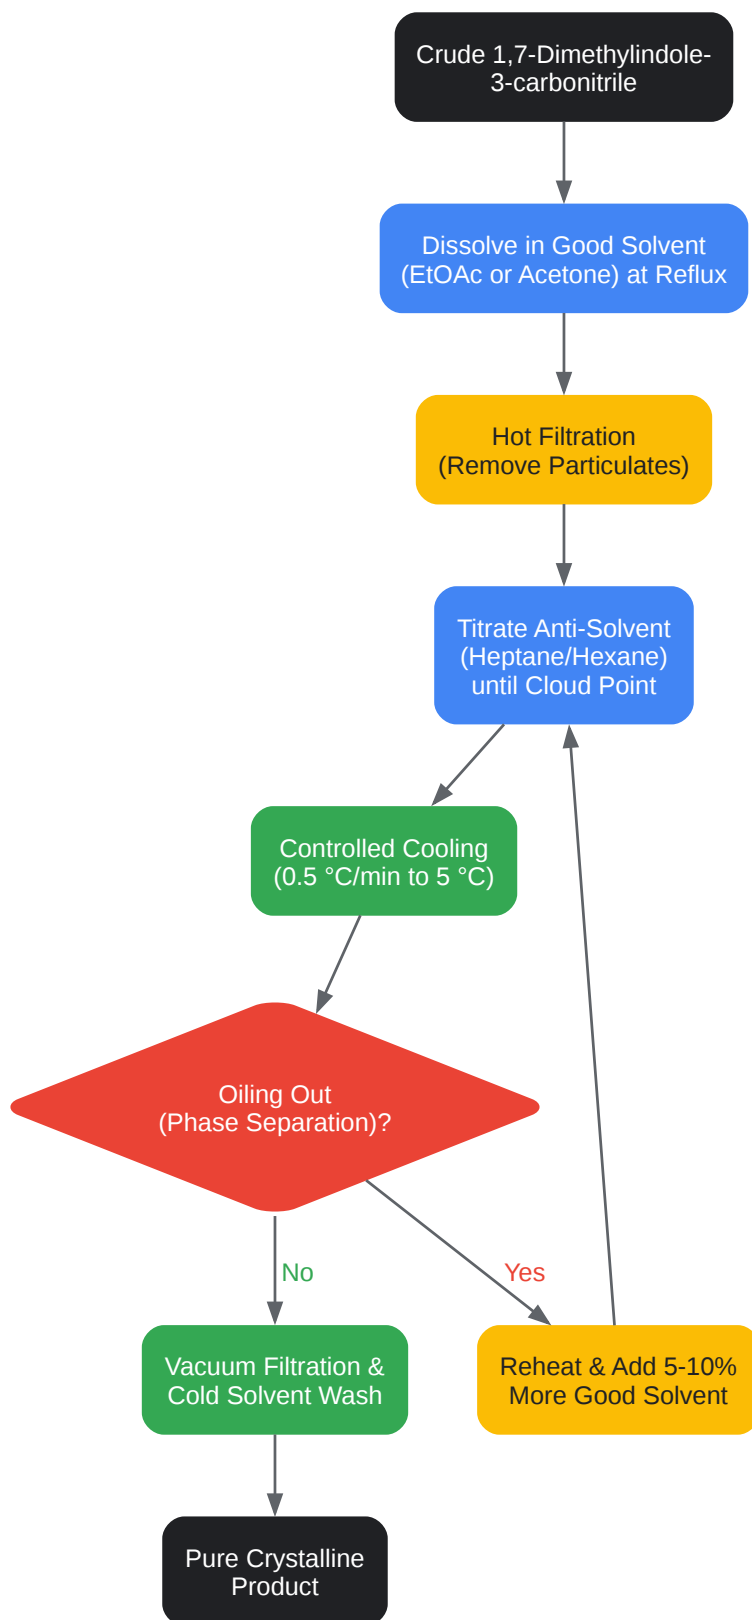 Crude 1,7-Dimethylindole-
3-carbonitrile
Dissolve in Good Solvent
(EtOAc or Acetone) at Reflux
Hot Filtration
(Remove Particulates)
Titrate Anti-Solvent
(Heptane/Hexane)
until Cloud Point
Controlled Cooling
(0.5 °C/min to 5 °C)
Oiling Out
(Phase Separation)?
No
Yes
Vacuum Filtration &
Cold Solvent Wash
Reheat & Add 5-10%
More Good Solvent
Pure Crystalline
Product